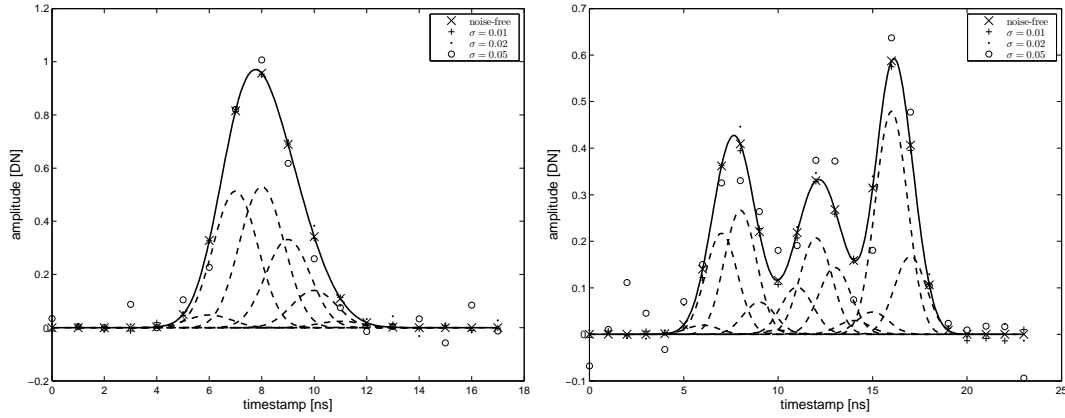 noise-free
σ = 0.01
σ = 0.02
σ = 0.05
1.2
1
0.8
0.6
0.4
0.2
0
−0.2
amplitude [DN]
0 2 4 6 8 10 12 14 16 18
timestamp [ns]
noise-free
σ = 0.01
σ = 0.02
σ = 0.05
0.7
0.6
0.5
0.4
0.3
0.2
0.1
0
−0.1
amplitude [DN]
0 5 10 15 20 25
timestamp [ns]